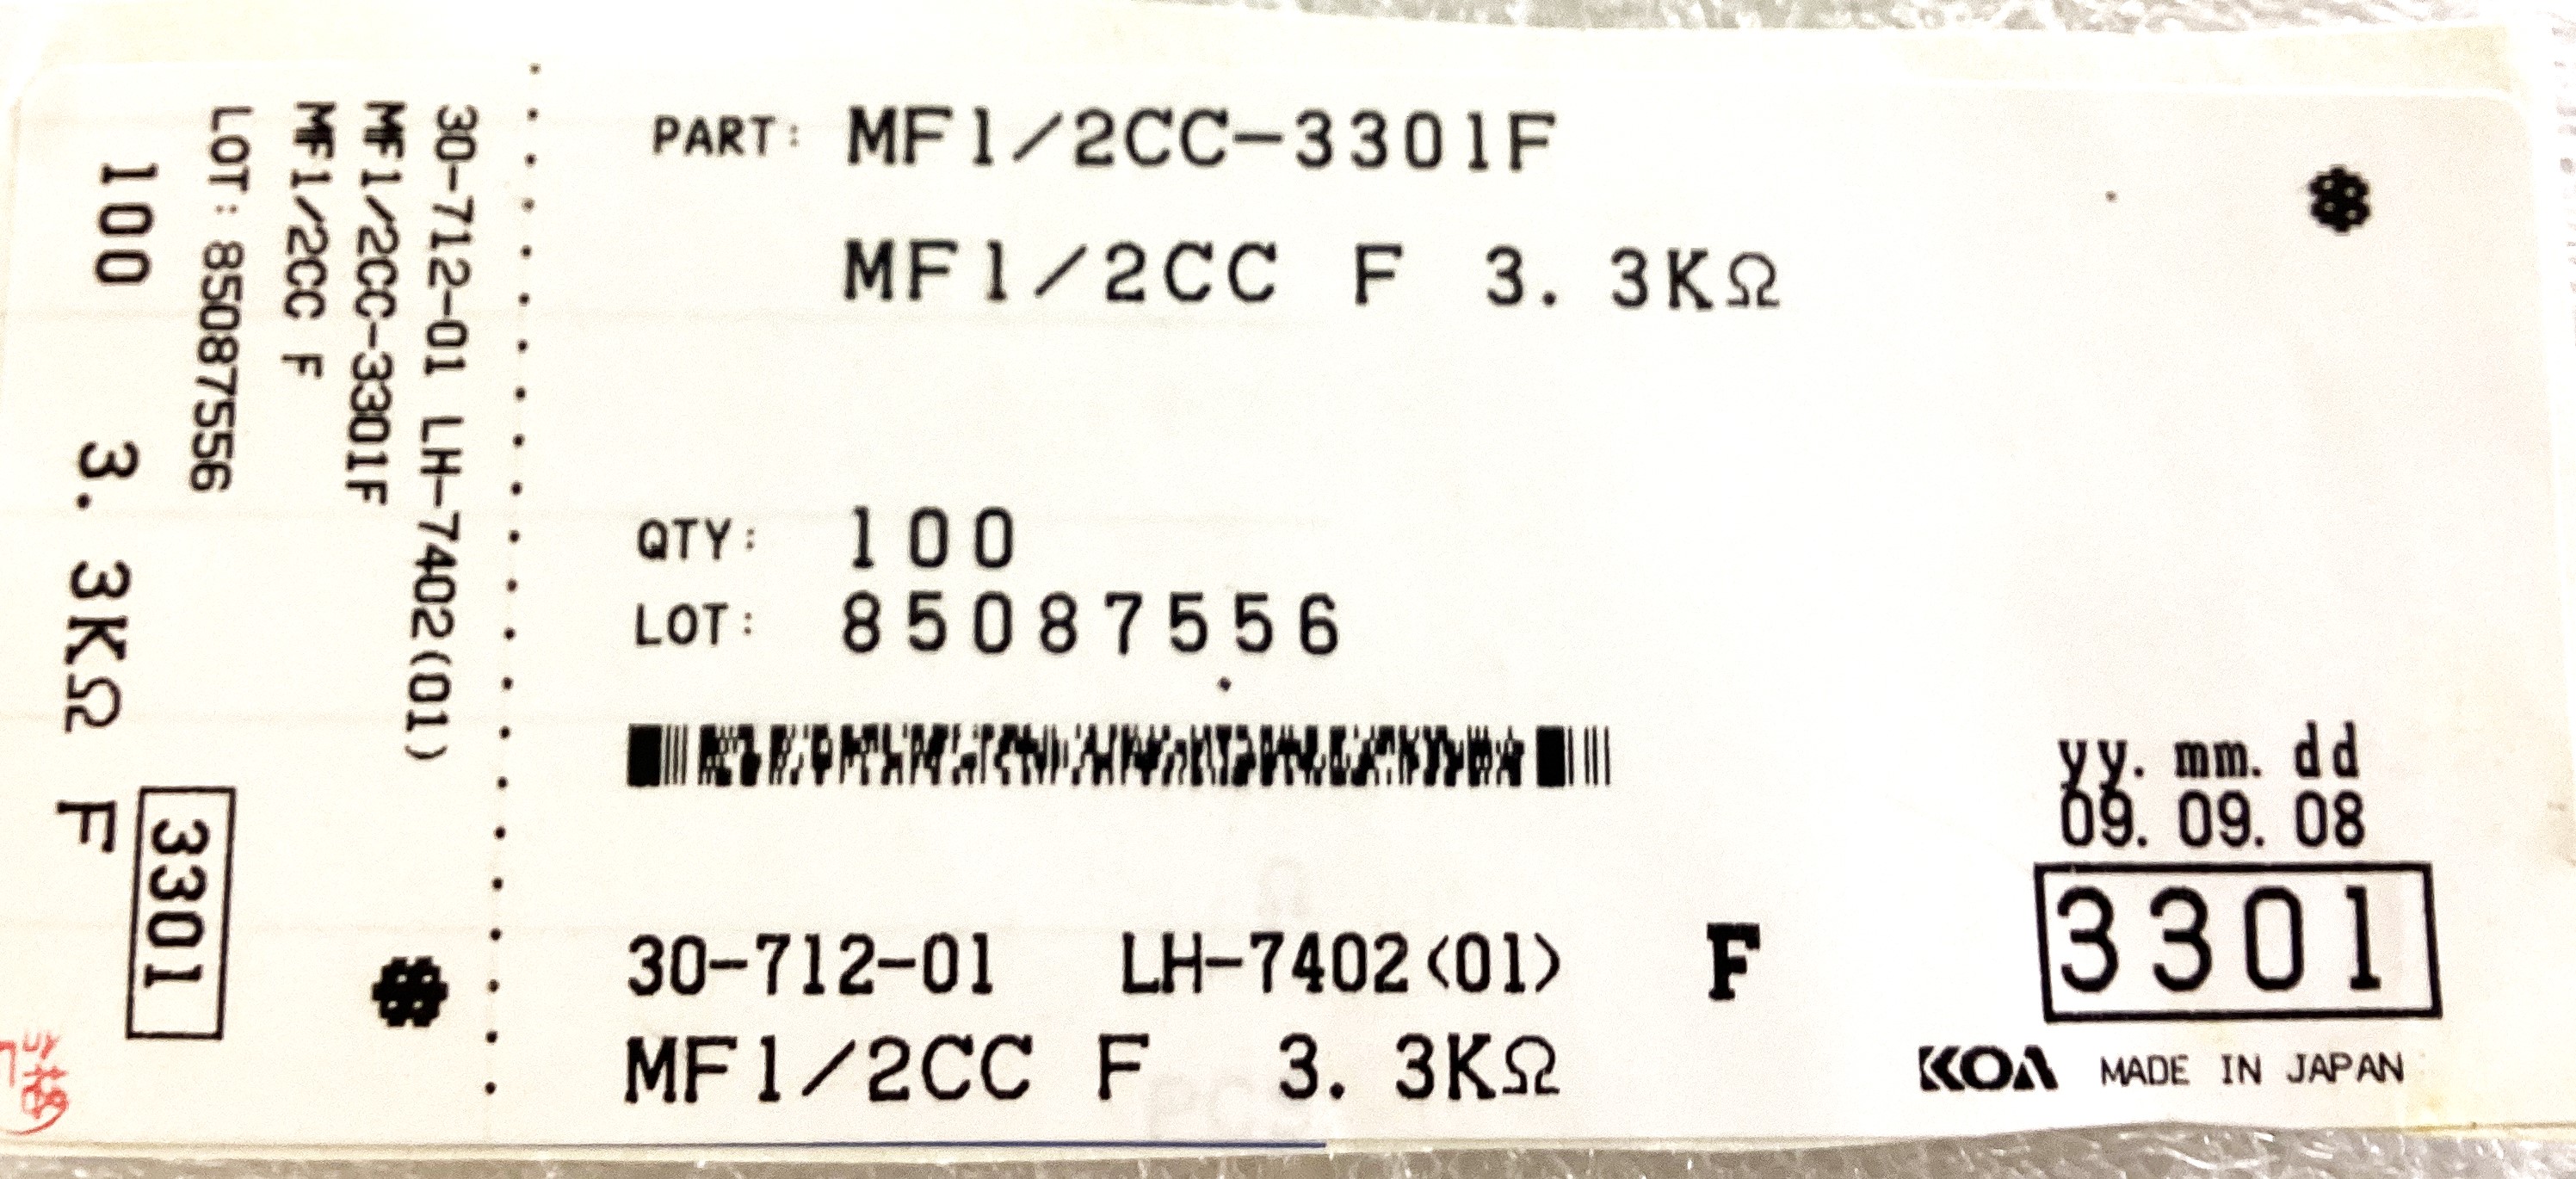 30-712-01 LH-7402(01)
MF1/2CC-3301F
MF1/2CC F
LOT: 85087556
100 3.3KΩ F
3301
PART: MF1/2CC-3301F
MF1/2CC F 3.3KΩ
QTY: 100
LOT: 85087556
yy. mm. dd
09. 09. 08
3301
30-712-01 LH-7402(01) F
MF1/2CC F 3.3KΩ
KOA MADE IN JAPAN